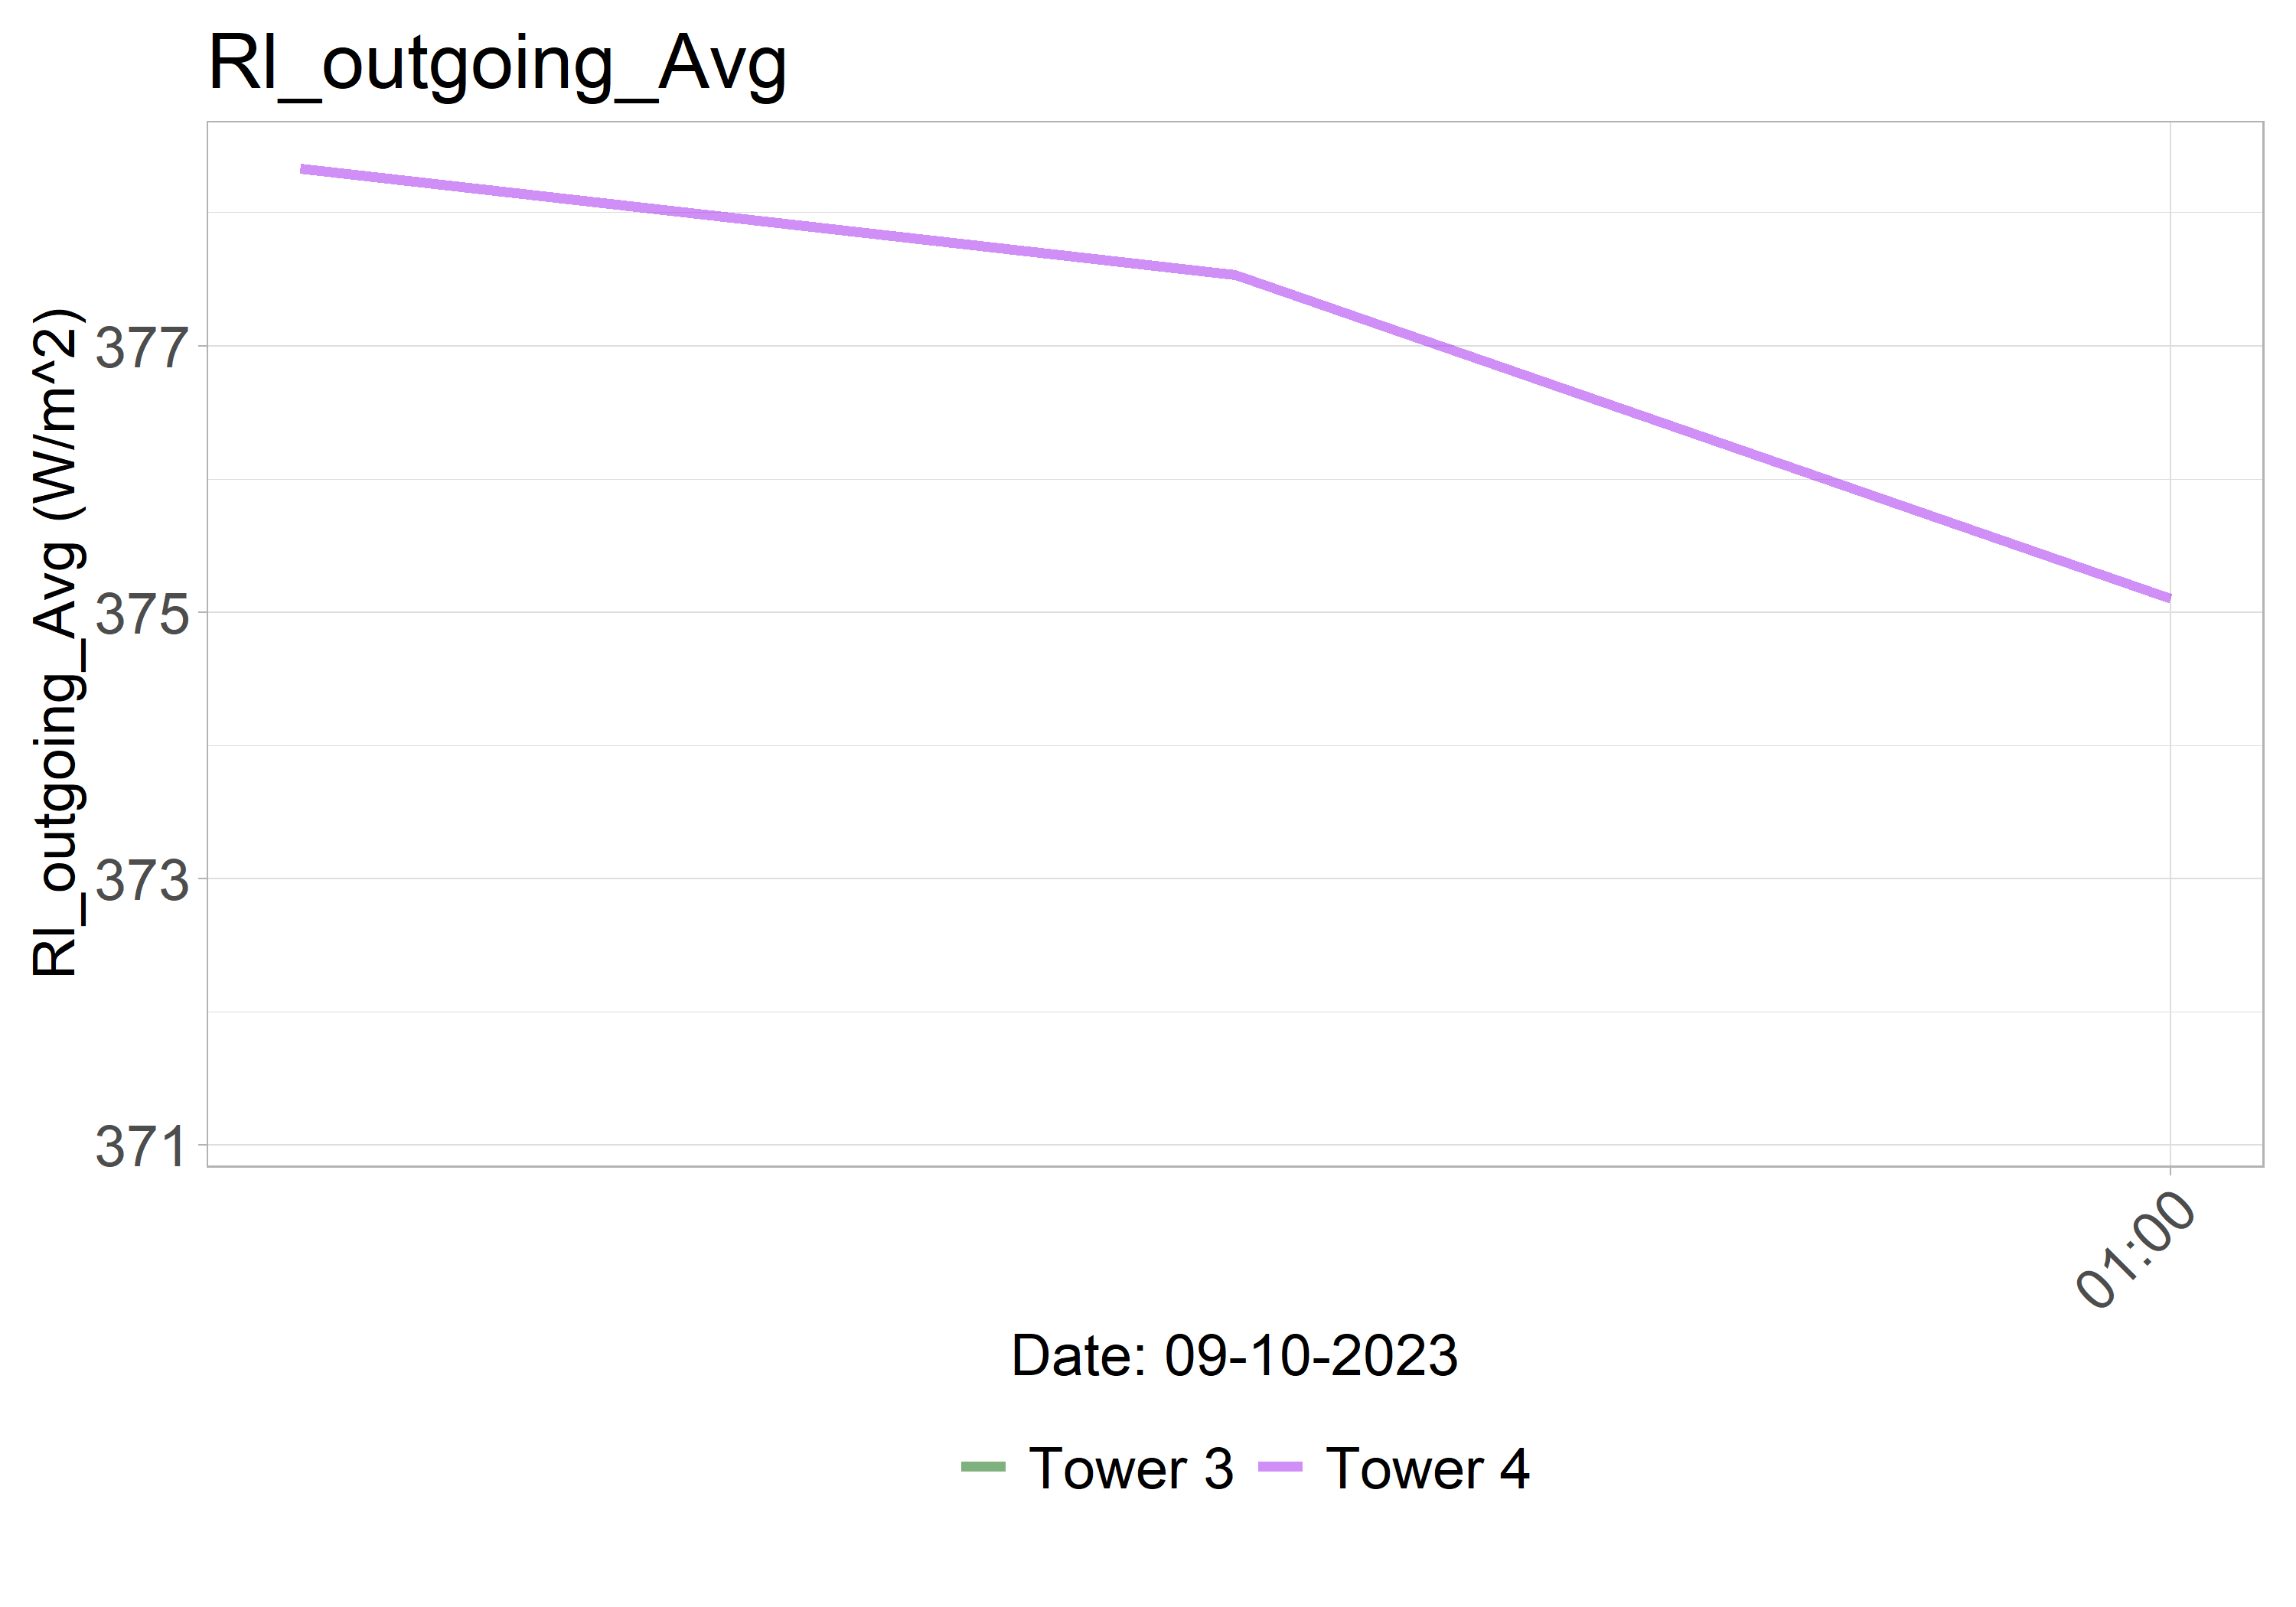 Rl_outgoing_Avg
Rl_outgoing_Avg (W/m^2)
377
375
373
371
01:00
Date: 09-10-2023
Tower 3 Tower 4